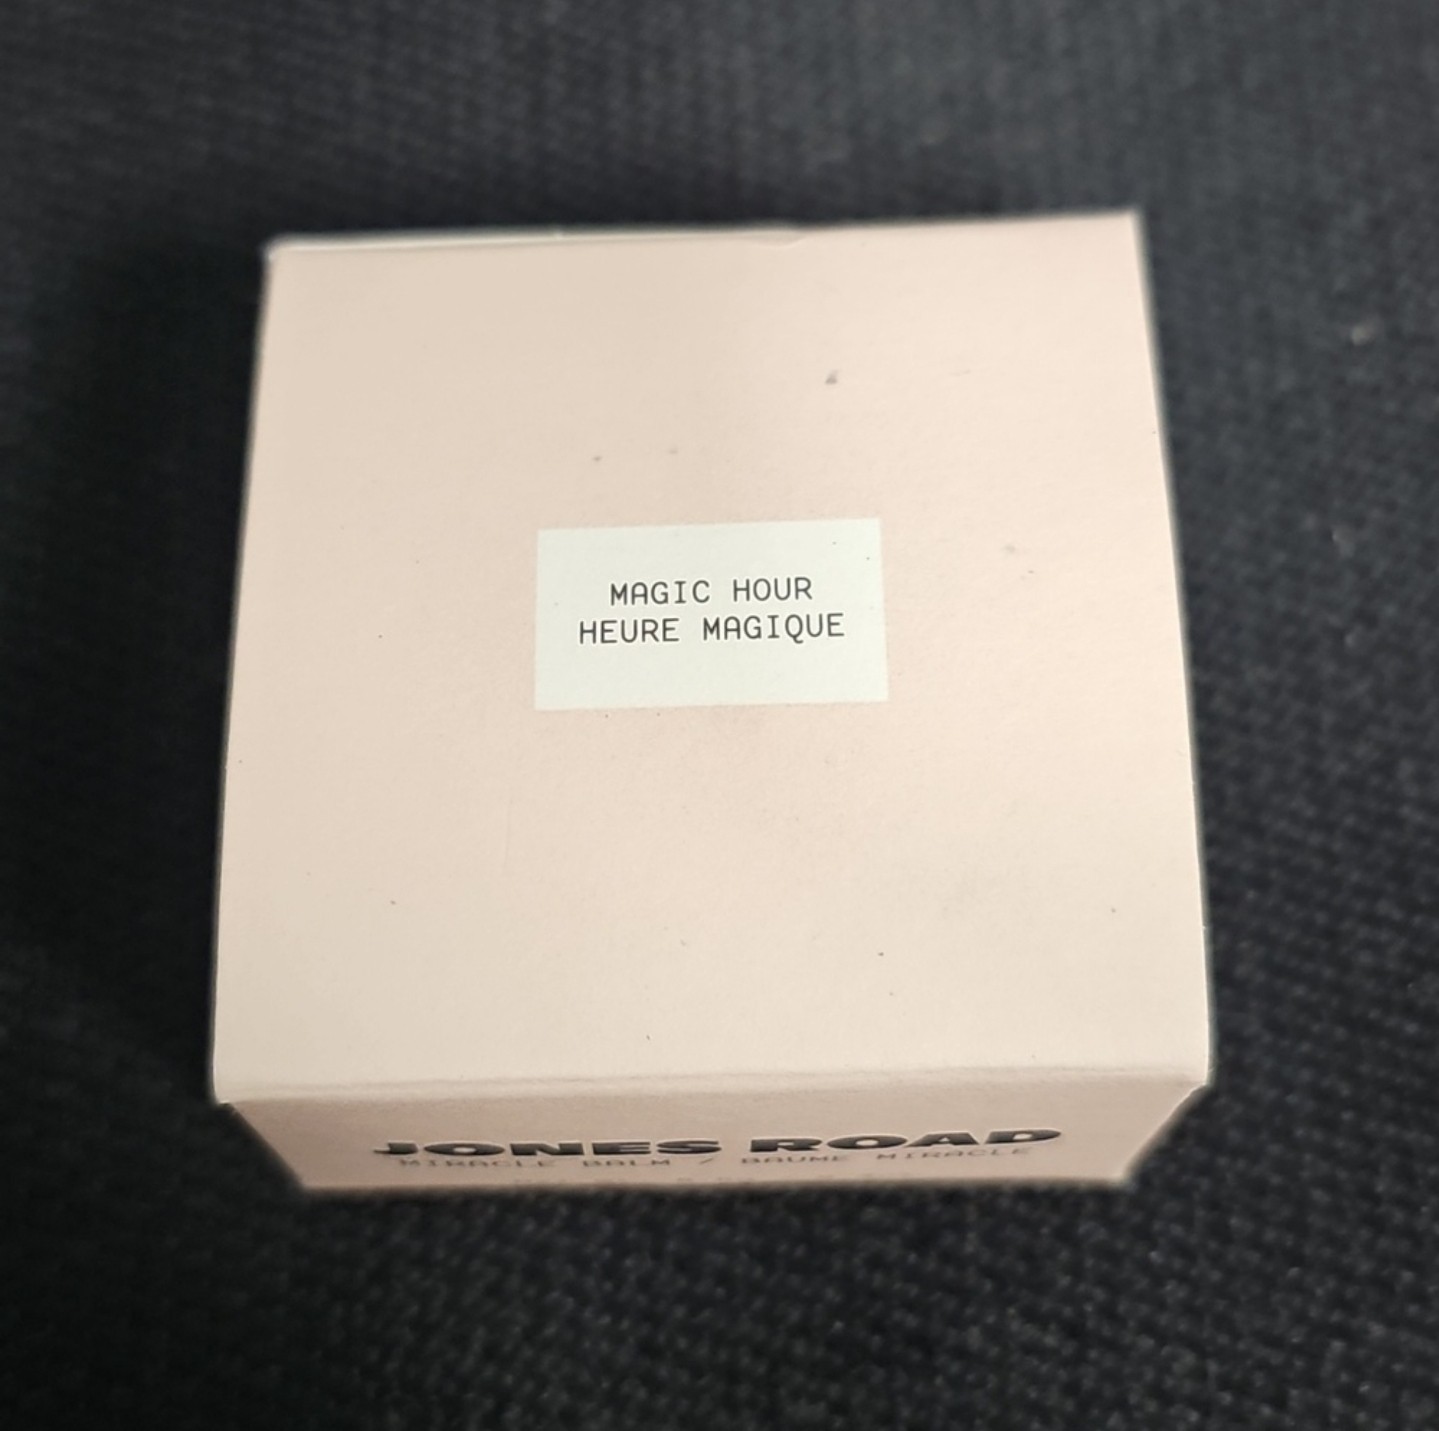 MAGIC HOUR
HEURE MAGIQUE
JONES ROAD
MIRACLE BALM / BAUME MIRACLE